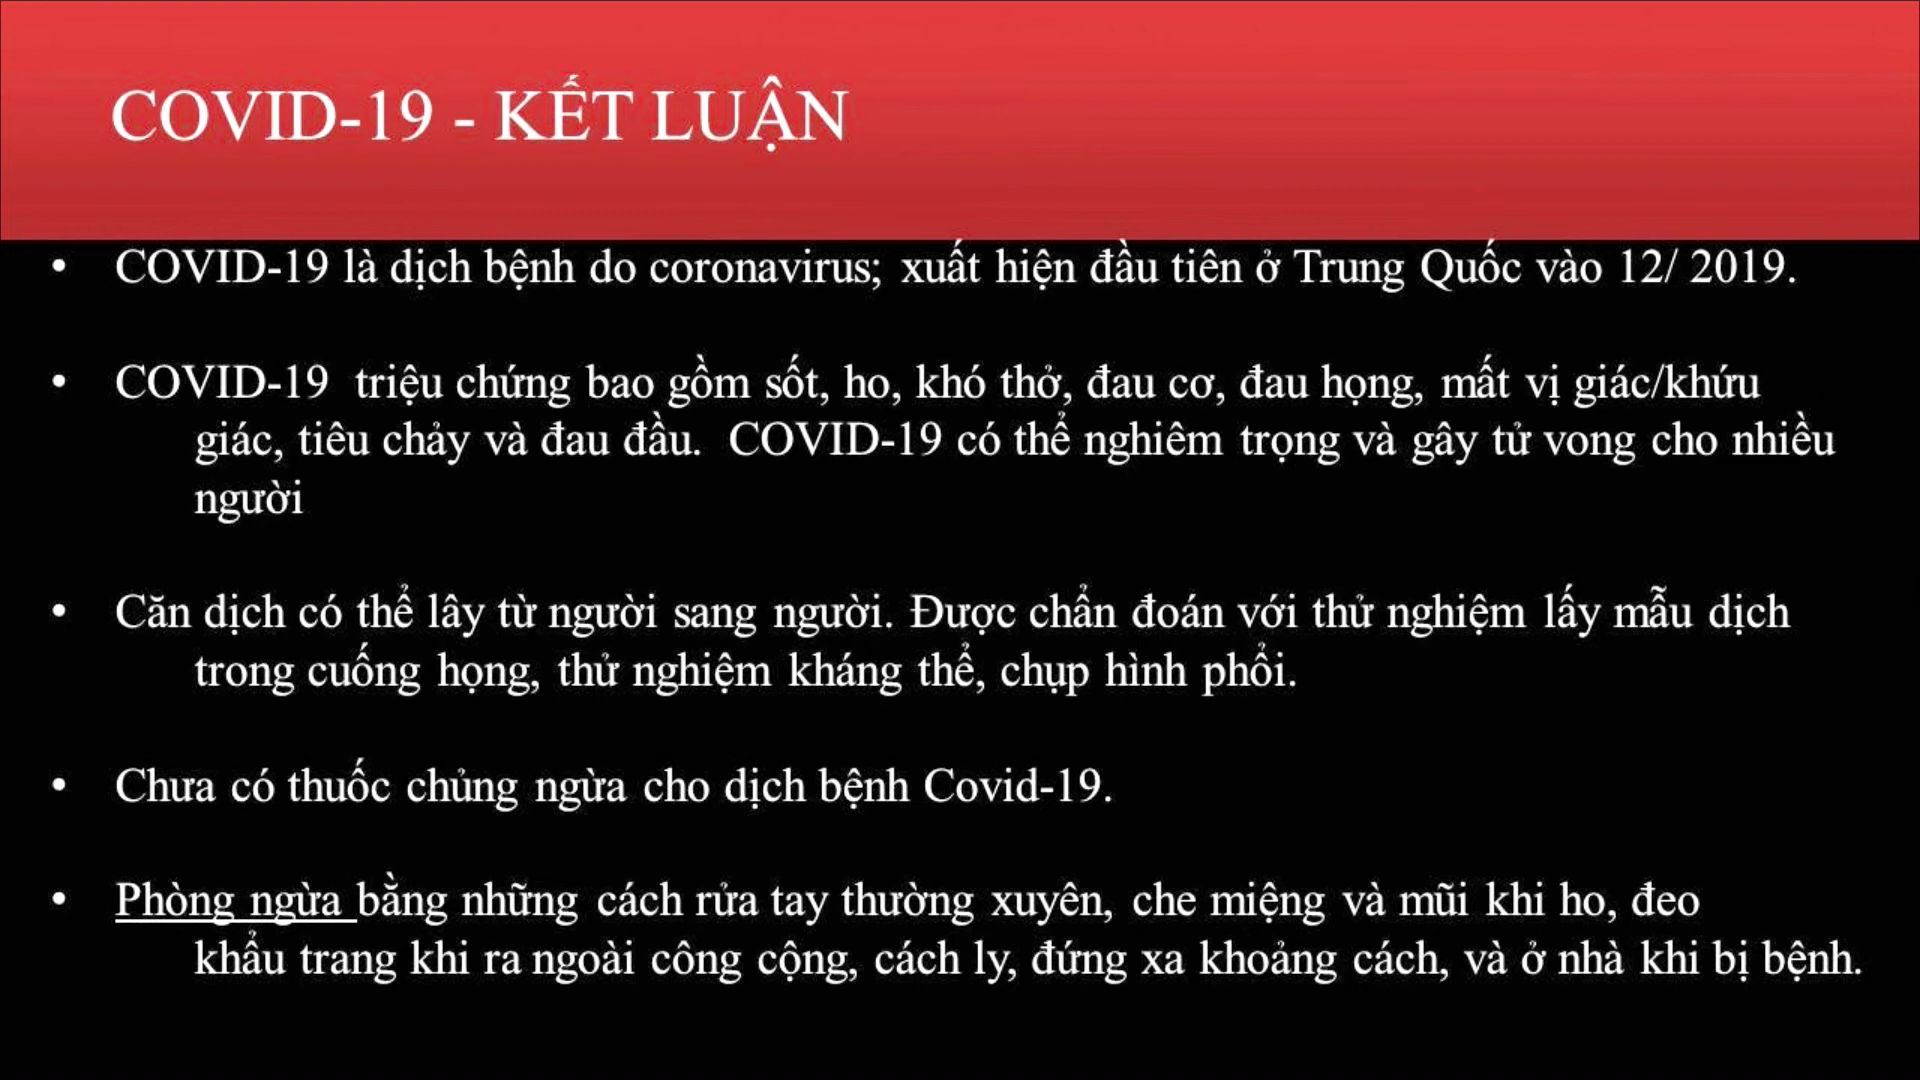 COVID-19 - KẾT LUẬN
• COVID-19 là dịch bệnh do coronavirus; xuất hiện đầu tiên ở Trung Quốc vào 12/ 2019.
• COVID-19 triệu chứng bao gồm sốt, ho, khó thở, đau cơ, đau họng, mất vị giác/khứu
giác, tiêu chảy và đau đầu. COVID-19 có thể nghiêm trọng và gây tử vong cho nhiều
người
• Căn dịch có thể lây từ người sang người. Được chẩn đoán với thử nghiệm lấy mẫu dịch
trong cuống họng, thử nghiệm kháng thể, chụp hình phổi.
• Chưa có thuốc chủng ngừa cho dịch bệnh Covid-19.
• Phòng ngừa bằng những cách rửa tay thường xuyên, che miệng và mũi khi ho, đeo
khẩu trang khi ra ngoài công cộng, cách ly, đứng xa khoảng cách, và ở nhà khi bị bệnh.